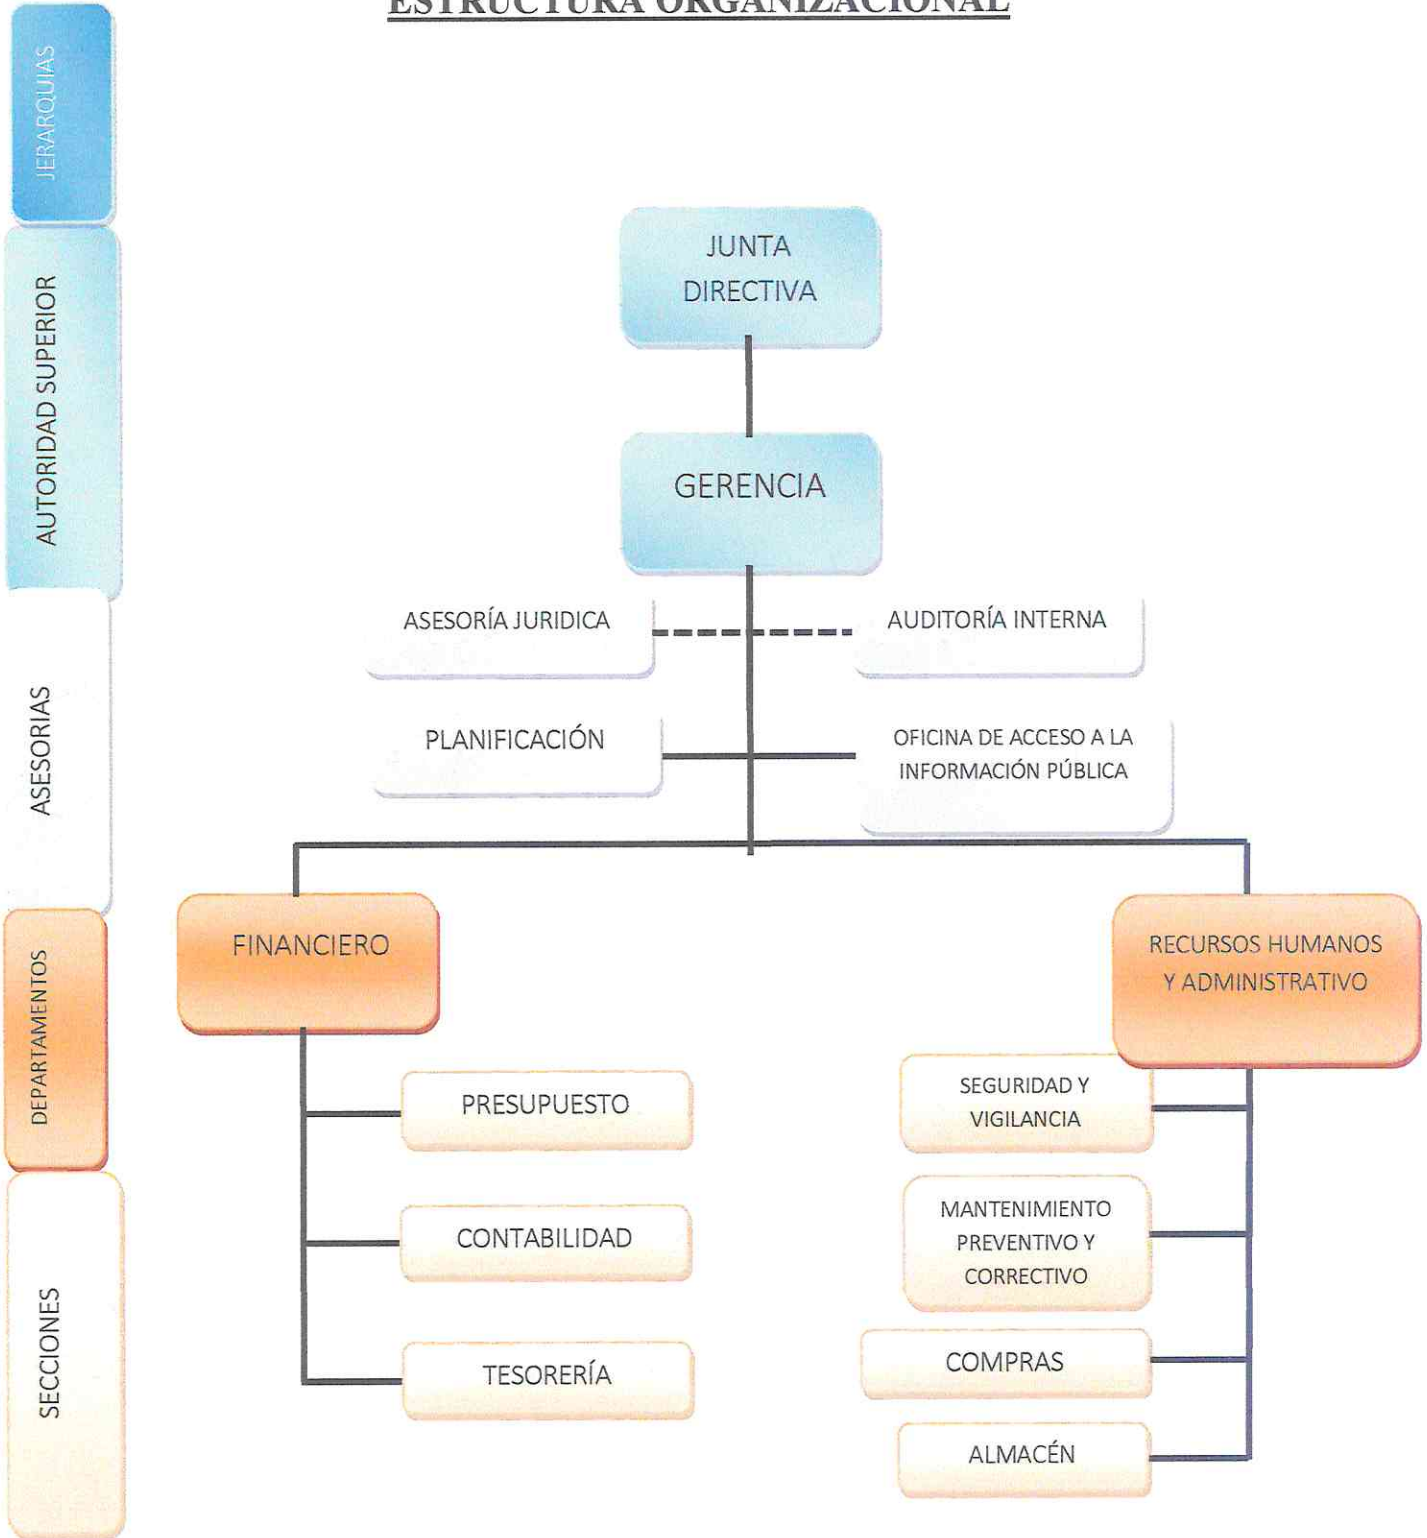 ESTRUCTURA ORGANIZACIONAL
JERARQUIAS
AUTORIDAD SUPERIOR
ASESORIAS
DEPARTAMENTOS
SECCIONES
JUNTA
DIRECTIVA
GERENCIA
ASESORÍA JURIDICA
AUDITORÍA INTERNA
PLANIFICACIÓN
OFICINA DE ACCESO A LA
INFORMACIÓN PÚBLICA
FINANCIERO
PRESUPUESTO
CONTABILIDAD
TESORERÍA
RECURSOS HUMANOS
Y ADMINISTRATIVO
SEGURIDAD Y
VIGILANCIA
MANTENIMIENTO
PREVENTIVO Y
CORRECTIVO
COMPRAS
ALMACÉN